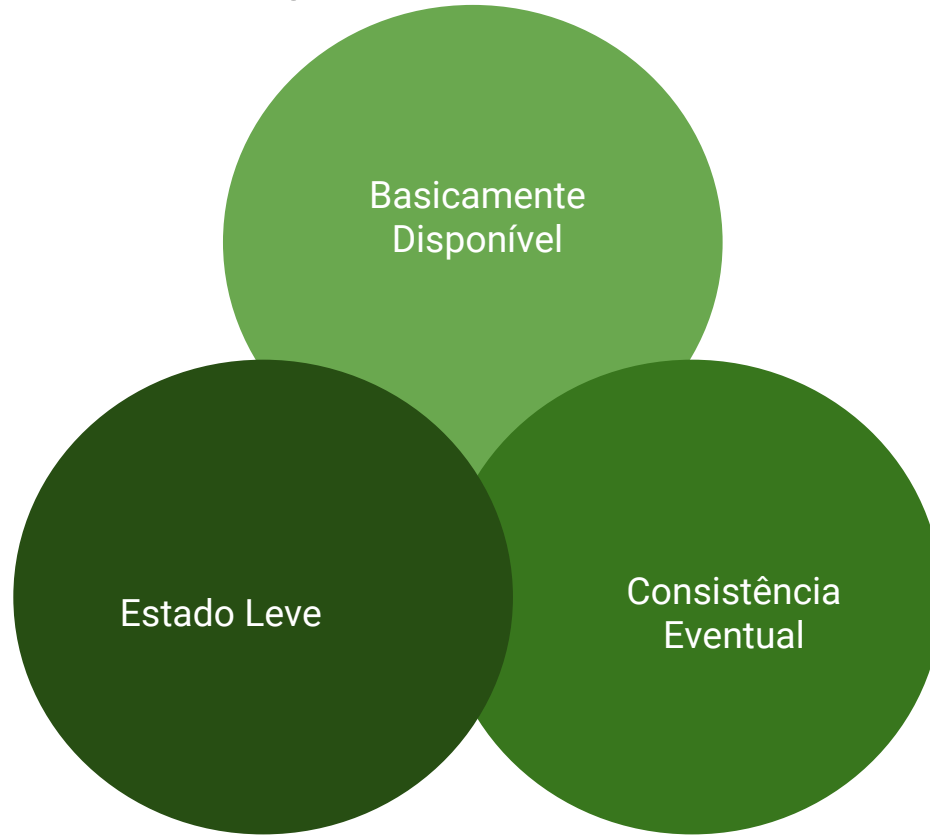 Basicamente
Disponível
Estado Leve
Consistência
Eventual